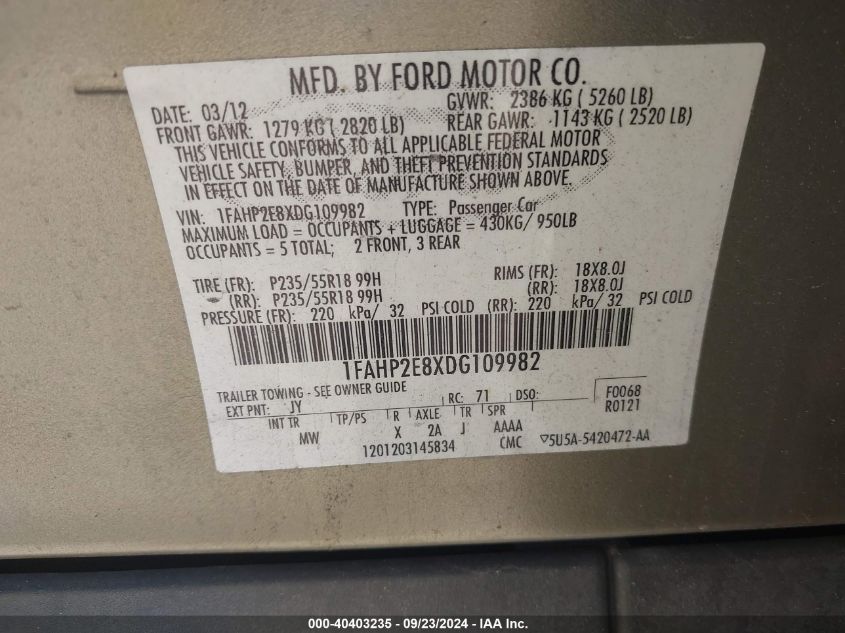 MFD. BY FORD MOTOR CO.
DATE: 03/12 GVWR: 2386 KG ( 5260 LB)
FRONT GAWR: 1279 KG ( 2820 LB) REAR GAWR: 1143 KG ( 2520 LB)
THIS VEHICLE CONFORMS TO ALL APPLICABLE FEDERAL MOTOR
VEHICLE SAFETY, BUMPER, AND THEFT PREVENTION STANDARDS
IN EFFECT ON THE DATE OF MANUFACTURE SHOWN ABOVE.
VIN: 1FAHP2E8XDG109982 TYPE: Passenger Car
MAXIMUM LOAD = OCCUPANTS + LUGGAGE = 430KG/ 950LB
OCCUPANTS = 5 TOTAL; 2 FRONT, 3 REAR
TIRE (FR): P235/55R18 99H RIMS (FR): 18X8.0J
(RR): P235/55R18 99H (RR): 18X8.0J
PRESSURE (FR): 220 kPa/ 32 PSI COLD (RR): 220 kPa/ 32 PSI COLD
1FAHP2E8XDG109982
TRAILER TOWING - SEE OWNER GUIDE
EXT PNT: JY RC: 71 DSO: F0068
R0121
INT TR TP/PS R AXLE TR SPR
MW X 2A J AAAA
1201203145834 CMC ▽5U5A-5420472-AA
000-40403235 - 09/23/2024 - IAA Inc.